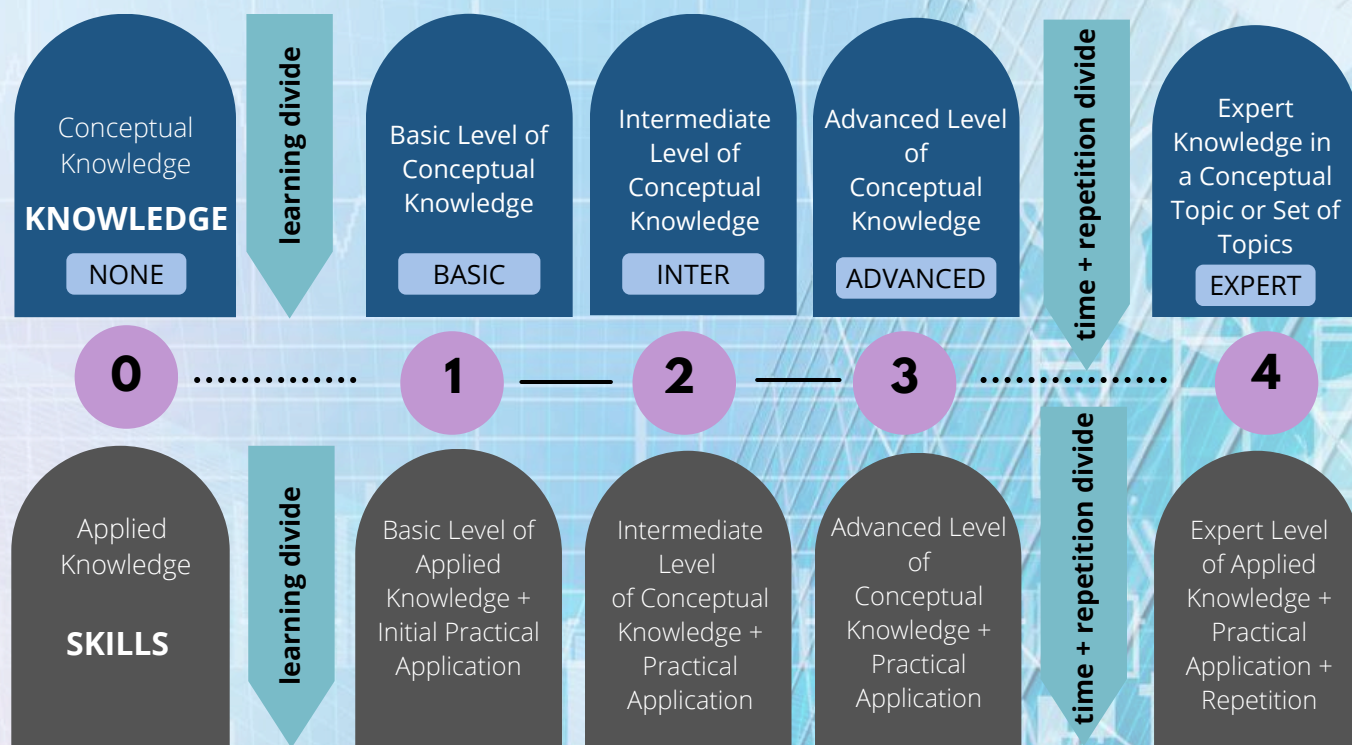 Conceptual
Knowledge
KNOWLEDGE
NONE
learning divide
Basic Level of
Conceptual
Knowledge
BASIC
Intermediate
Level of
Conceptual
Knowledge
INTER
Advanced Level
of
Conceptual
Knowledge
ADVANCED
time + repetition divide
Expert
Knowledge in
a Conceptual
Topic or Set of
Topics
EXPERT
0
1
2
3
4
Applied
Knowledge
SKILLS
learning divide
Basic Level of
Applied
Knowledge +
Initial Practical
Application
Intermediate
Level
of Conceptual
Knowledge +
Practical
Application
Advanced Level
of
Conceptual
Knowledge +
Practical
Application
time + repetition divide
Expert Level
of Applied
Knowledge +
Practical
Application +
Repetition